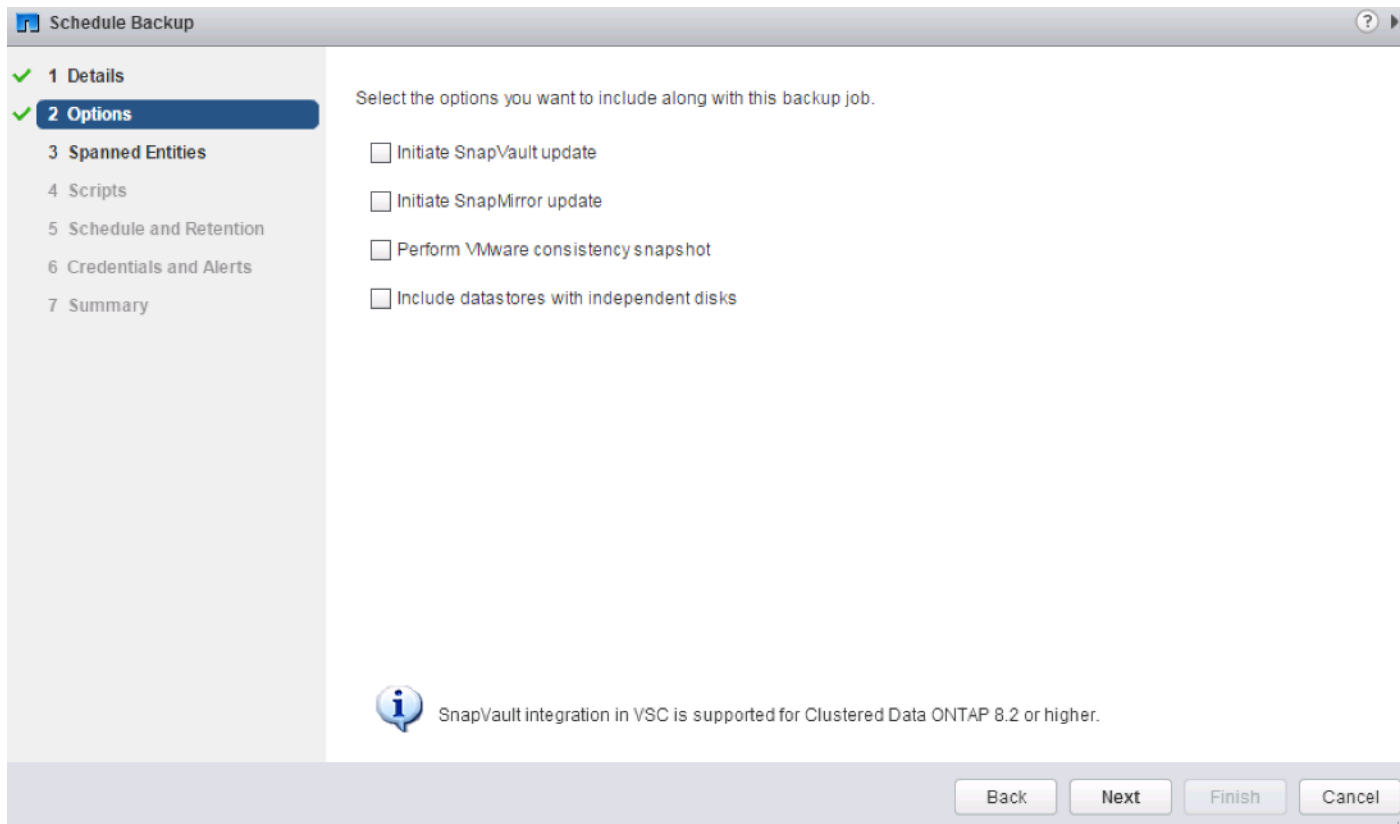 Schedule Backup
?
1 Details
2 Options
3 Spanned Entities
4 Scripts
5 Schedule and Retention
6 Credentials and Alerts
7 Summary
Select the options you want to include along with this backup job.
Initiate SnapVault update
Initiate SnapMirror update
Perform VMware consistency snapshot
Include datastores with independent disks
SnapVault integration in VSC is supported for Clustered Data ONTAP 8.2 or higher.
Back Next Finish Cancel